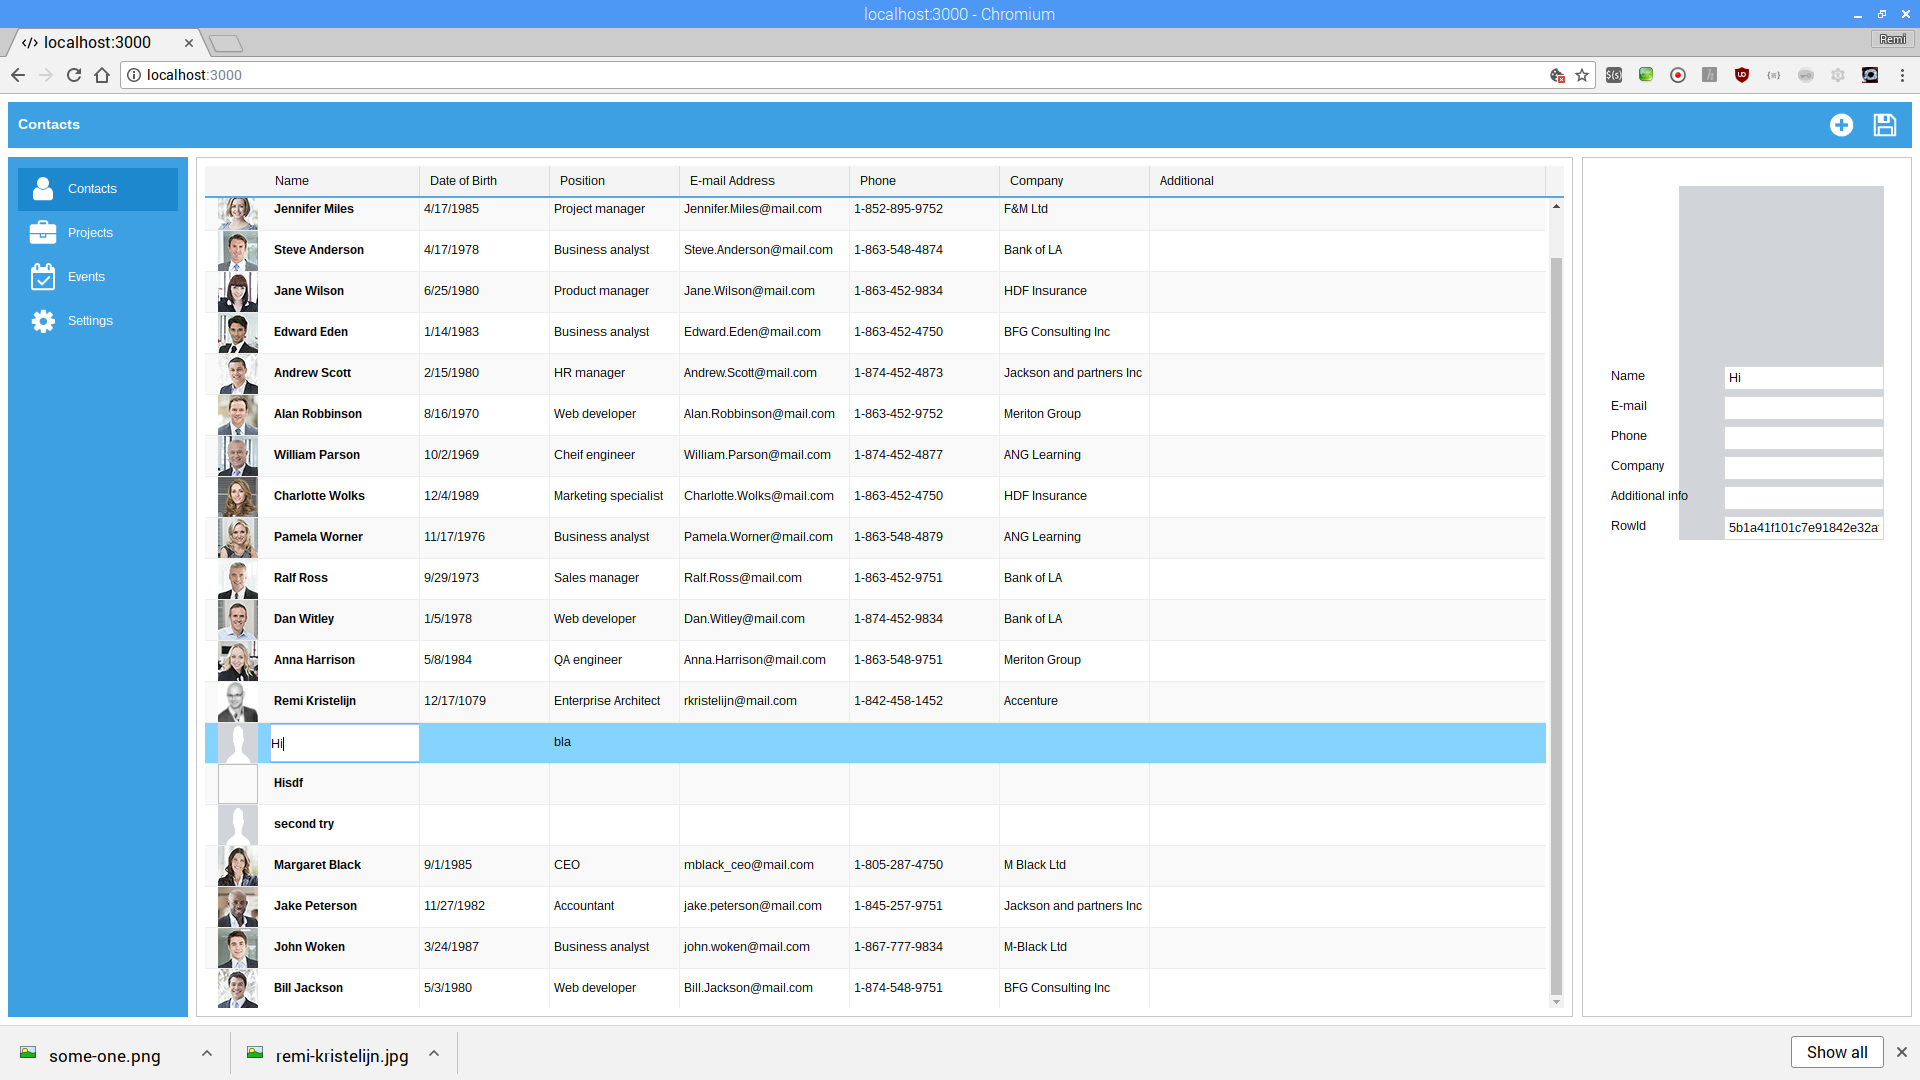 localhost:3000 - Chromium
localhost:3000
Remi
localhost:3000
Contacts
Contacts
Projects
Events
Settings
Name Date of Birth Position E-mail Address Phone Company Additional
Jennifer Miles 4/17/1985 Project manager Jennifer.Miles@mail.com 1-852-895-9752 F&M Ltd
Steve Anderson 4/17/1978 Business analyst Steve.Anderson@mail.com 1-863-548-4874 Bank of LA
Jane Wilson 6/25/1980 Product manager Jane.Wilson@mail.com 1-863-452-9834 HDF Insurance
Edward Eden 1/14/1983 Business analyst Edward.Eden@mail.com 1-863-452-4750 BFG Consulting Inc
Andrew Scott 2/15/1980 HR manager Andrew.Scott@mail.com 1-874-452-4873 Jackson and partners Inc
Alan Robbinson 8/16/1970 Web developer Alan.Robbinson@mail.com 1-863-452-9752 Meriton Group
William Parson 10/2/1969 Cheif engineer William.Parson@mail.com 1-874-452-4877 ANG Learning
Charlotte Wolks 12/4/1989 Marketing specialist Charlotte.Wolks@mail.com 1-863-452-4750 HDF Insurance
Pamela Worner 11/17/1976 Business analyst Pamela.Worner@mail.com 1-863-548-4879 ANG Learning
Ralf Ross 9/29/1973 Sales manager Ralf.Ross@mail.com 1-863-452-9751 Bank of LA
Dan Witley 1/5/1978 Web developer Dan.Witley@mail.com 1-874-452-9834 Bank of LA
Anna Harrison 5/8/1984 QA engineer Anna.Harrison@mail.com 1-863-548-9751 Meriton Group
Remi Kristelijn 12/17/1079 Enterprise Architect rkristelijn@mail.com 1-842-458-1452 Accenture
Hi bla
Hisdf
second try
Margaret Black 9/1/1985 CEO mblack_ceo@mail.com 1-805-287-4750 M Black Ltd
Jake Peterson 11/27/1982 Accountant jake.peterson@mail.com 1-845-257-9751 Jackson and partners Inc
John Woken 3/24/1987 Business analyst john.woken@mail.com 1-867-777-9834 M-Black Ltd
Bill Jackson 5/3/1980 Web developer Bill.Jackson@mail.com 1-874-548-9751 BFG Consulting Inc
Name Hi
E-mail
Phone
Company
Additional info
RowId 5b1a41f101c7e91842e32a
some-one.png
remi-kristelijn.jpg
Show all